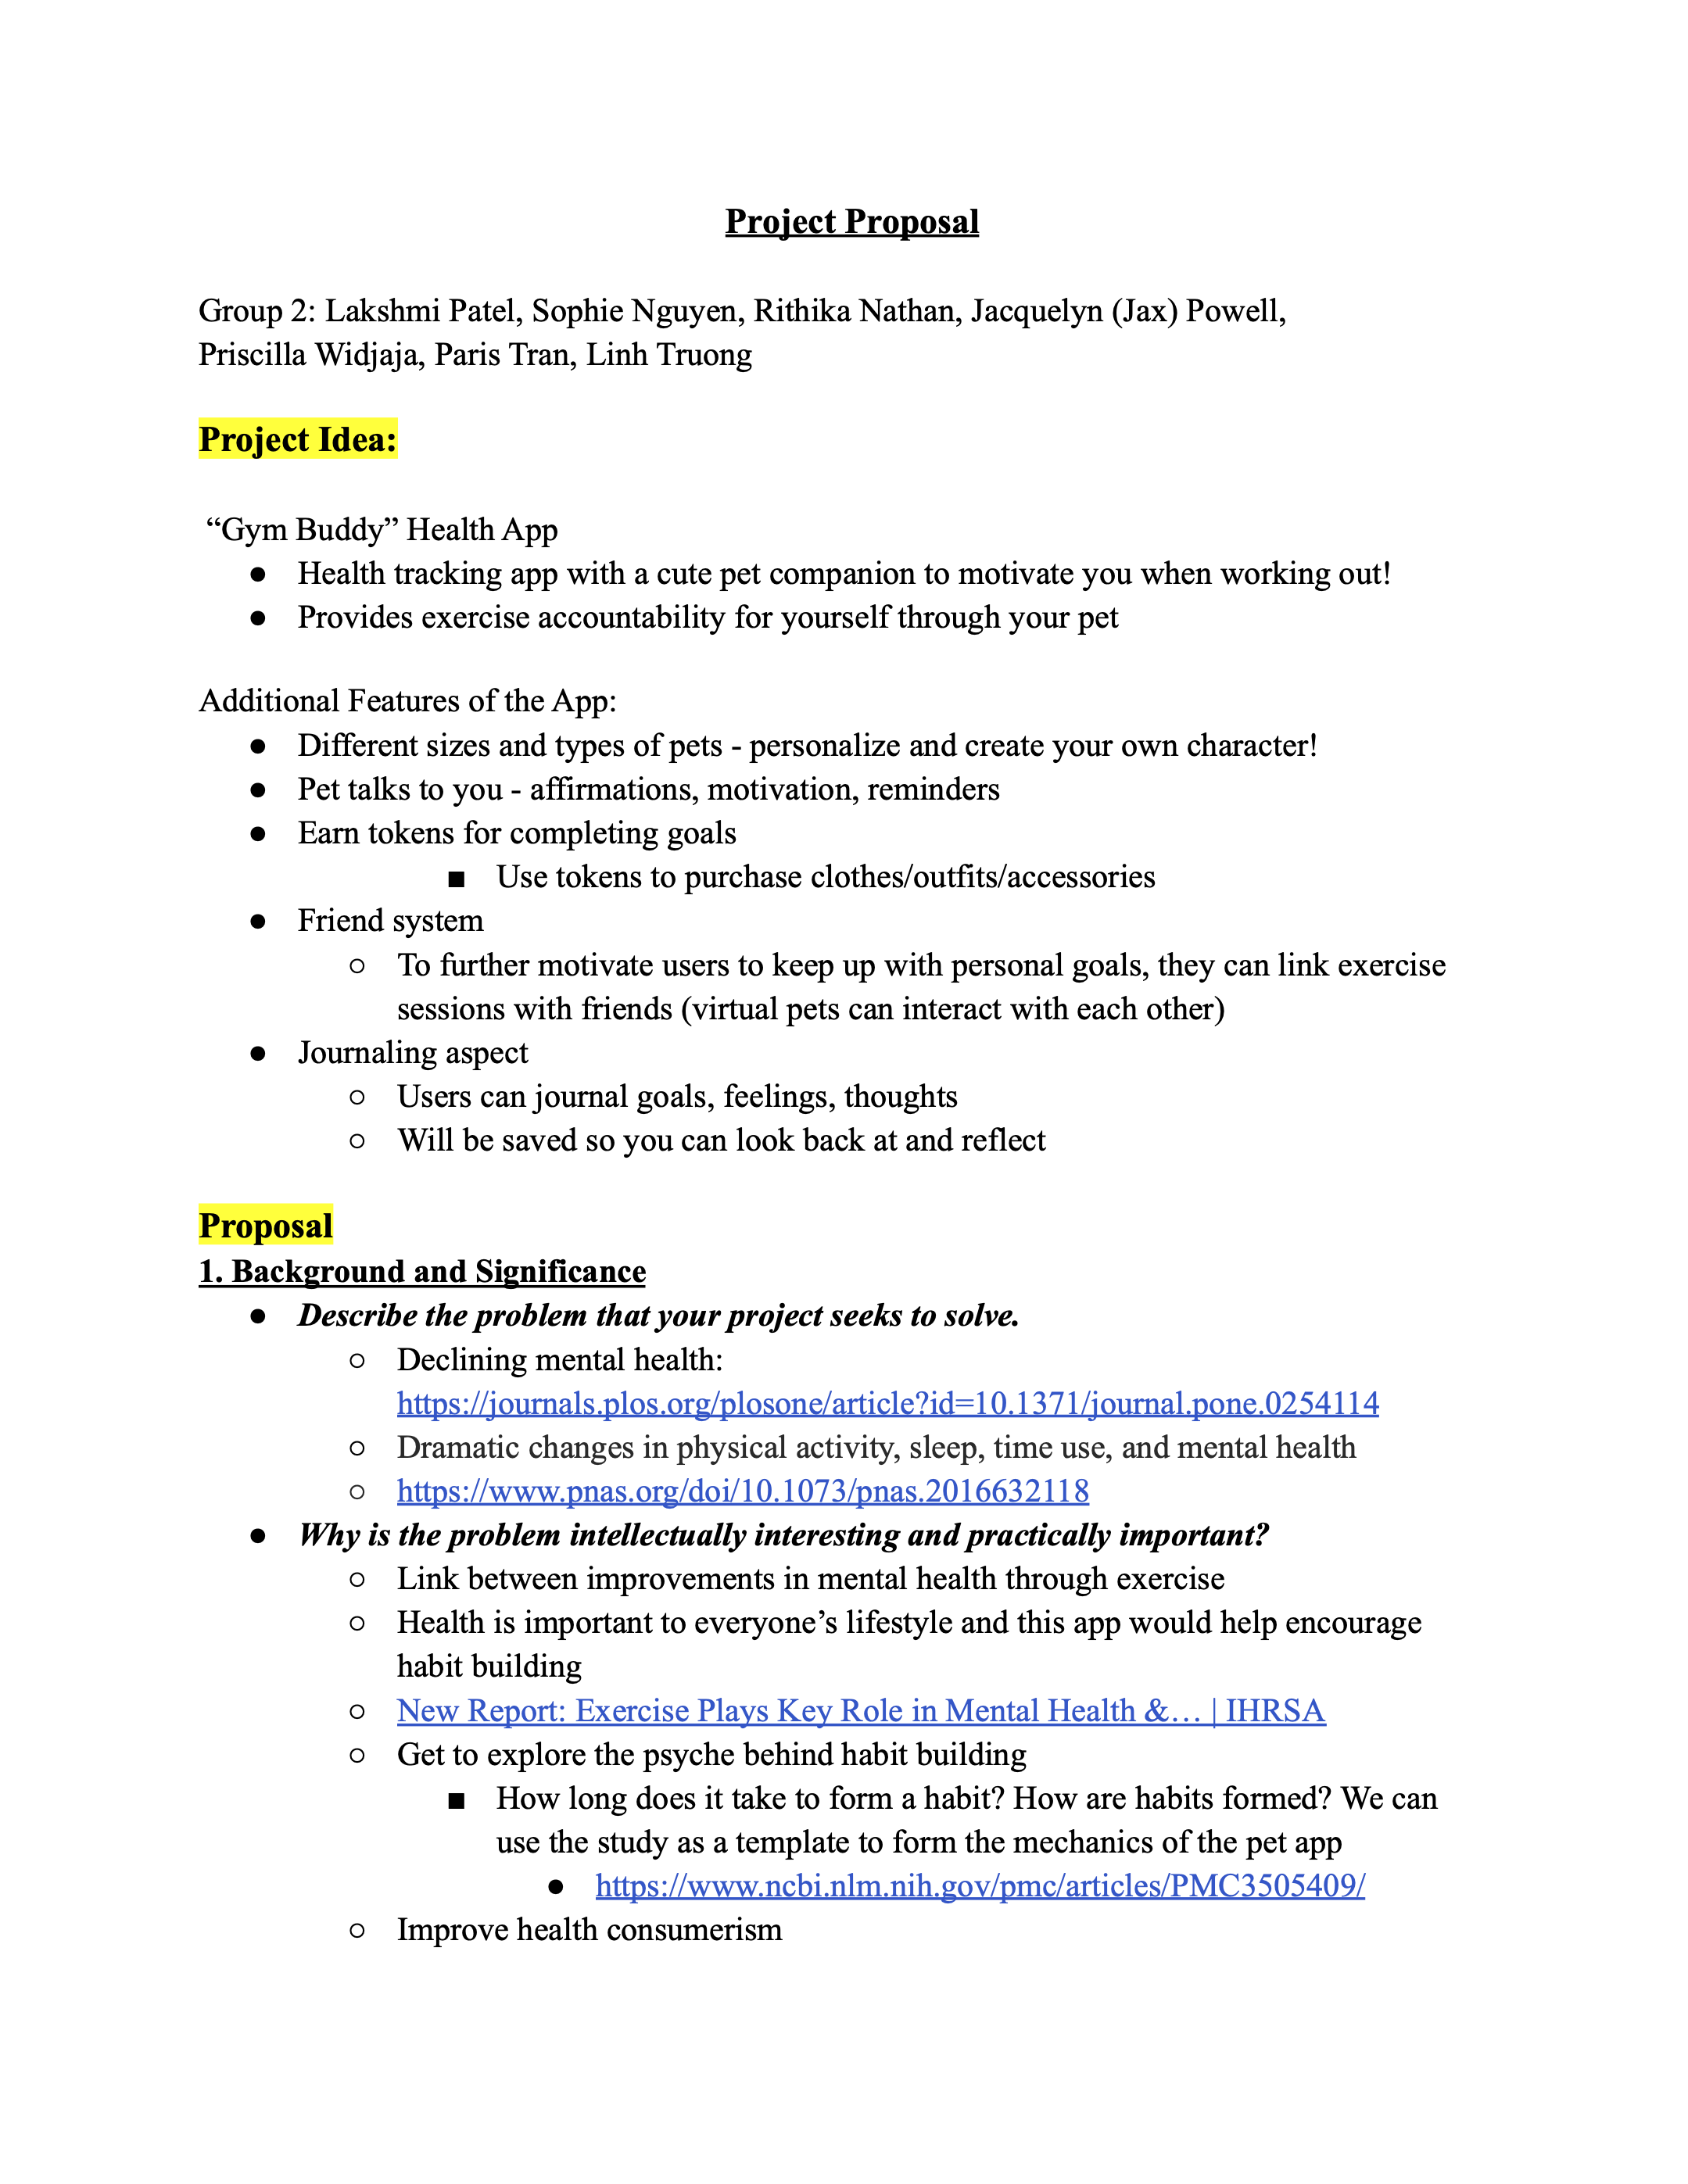 Project Proposal
Group 2: Lakshmi Patel, Sophie Nguyen, Rithika Nathan, Jacquelyn (Jax) Powell,
Priscilla Widjaja, Paris Tran, Linh Truong
Project Idea:
“Gym Buddy” Health App
● Health tracking app with a cute pet companion to motivate you when working out!
● Provides exercise accountability for yourself through your pet
Additional Features of the App:
● Different sizes and types of pets - personalize and create your own character!
● Pet talks to you - affirmations, motivation, reminders
● Earn tokens for completing goals
■ Use tokens to purchase clothes/outfits/accessories
● Friend system
○ To further motivate users to keep up with personal goals, they can link exercise
sessions with friends (virtual pets can interact with each other)
● Journaling aspect
○ Users can journal goals, feelings, thoughts
○ Will be saved so you can look back at and reflect
Proposal
1. Background and Significance
● Describe the problem that your project seeks to solve.
○ Declining mental health:
https://journals.plos.org/plosone/article?id=10.1371/journal.pone.0254114
○ Dramatic changes in physical activity, sleep, time use, and mental health
○ https://www.pnas.org/doi/10.1073/pnas.2016632118
● Why is the problem intellectually interesting and practically important?
○ Link between improvements in mental health through exercise
○ Health is important to everyone’s lifestyle and this app would help encourage
habit building
○ New Report: Exercise Plays Key Role in Mental Health &… | IHRSA
○ Get to explore the psyche behind habit building
■ How long does it take to form a habit? How are habits formed? We can
use the study as a template to form the mechanics of the pet app
● https://www.ncbi.nlm.nih.gov/pmc/articles/PMC3505409/
○ Improve health consumerism